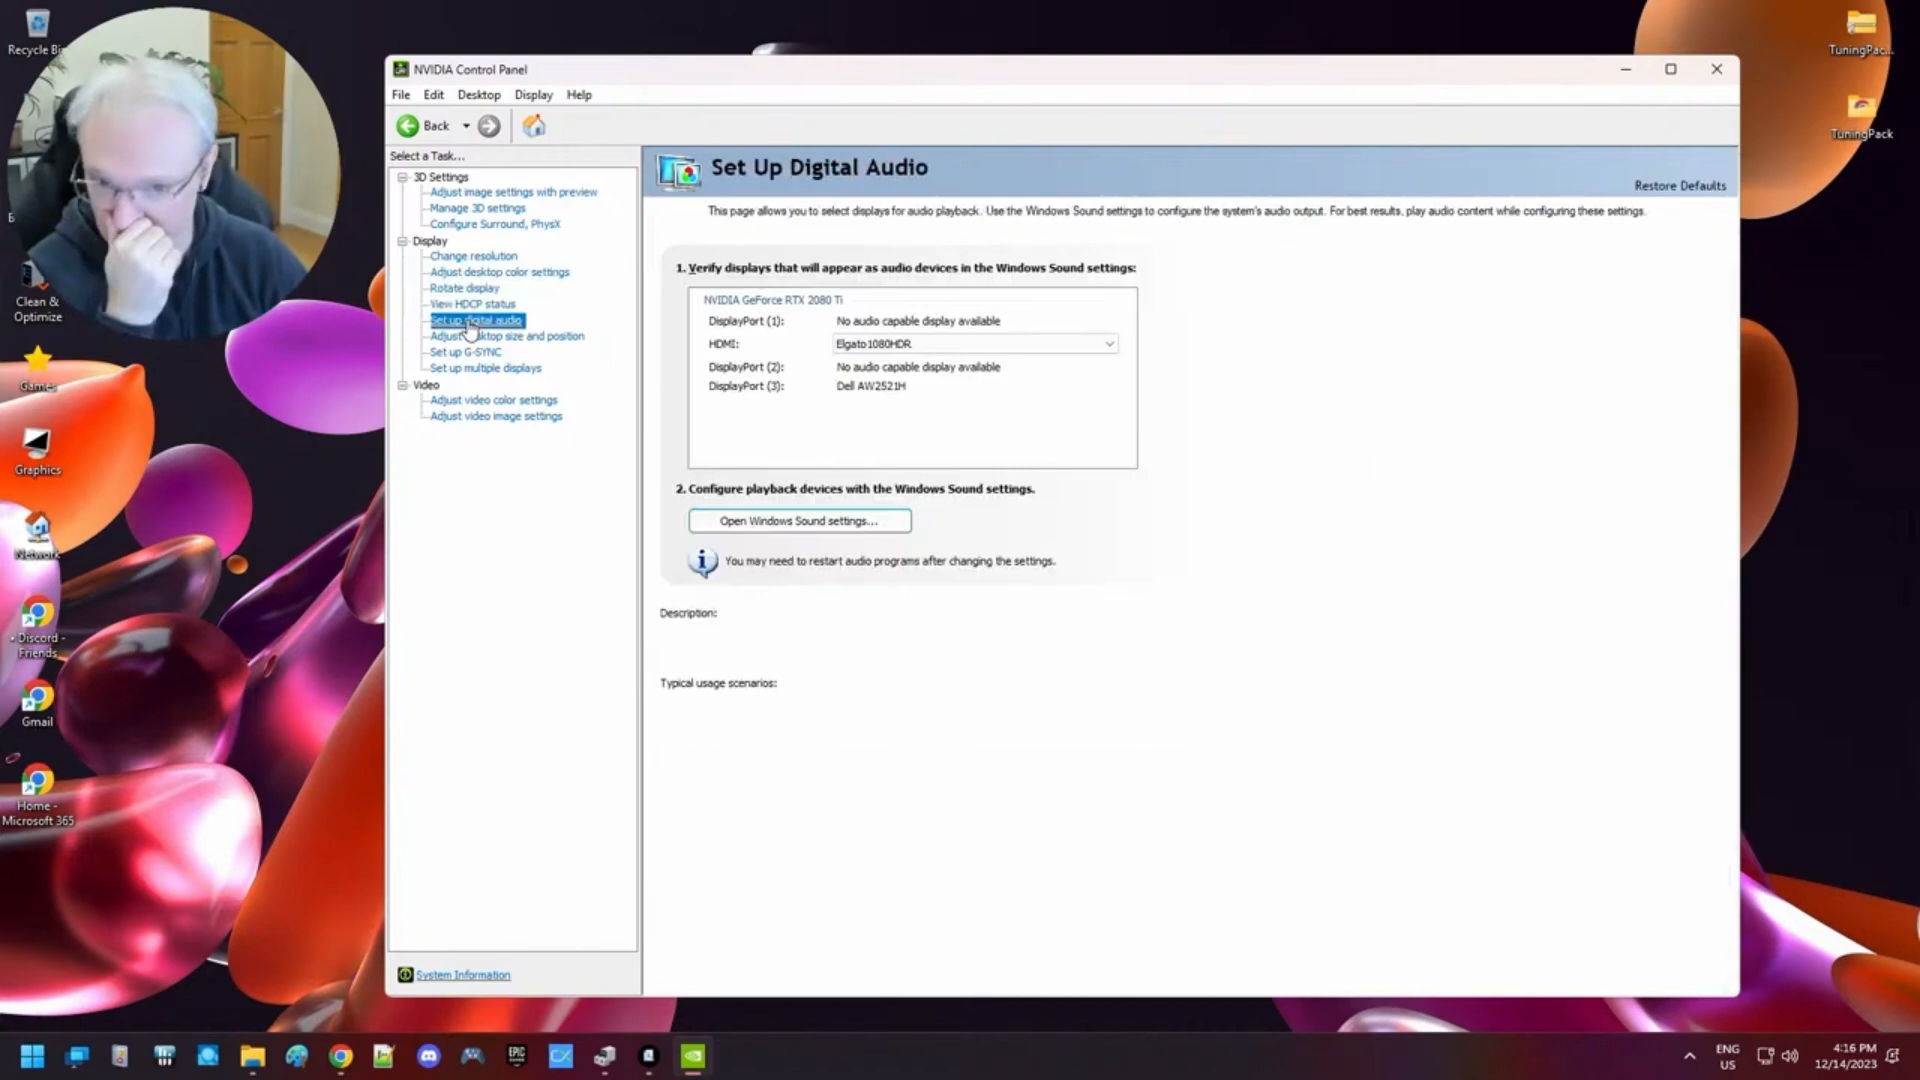 Recycle Bi
Clean &
Optimize
Games
Graphics
Network
Discord -
Friends
Gmail
Home -
Microsoft 365
TuningPac...
TuningPack
NVIDIA Control Panel
File Edit Desktop Display Help
Back
Select a Task...
3D Settings
Adjust image settings with preview
Manage 3D settings
Configure Surround, PhysX
Display
Change resolution
Adjust desktop color settings
Rotate display
View HDCP status
Set up digital audio
Adjust desktop size and position
Set up G-SYNC
Set up multiple displays
Video
Adjust video color settings
Adjust video image settings
System Information
Set Up Digital Audio
Restore Defaults
This page allows you to select displays for audio playback. Use the Windows Sound settings to configure the system's audio output. For best results, play audio content while configuring these settings.
1. Verify displays that will appear as audio devices in the Windows Sound settings:
NVIDIA GeForce RTX 2080 Ti
DisplayPort (1): No audio capable display available
HDMI: Elgato1080HDR
DisplayPort (2): No audio capable display available
DisplayPort (3): Dell AW2521H
2. Configure playback devices with the Windows Sound settings.
Open Windows Sound settings...
You may need to restart audio programs after changing the settings.
Description:
Typical usage scenarios:
EPIC
ENG
US
4:16 PM
12/14/2023